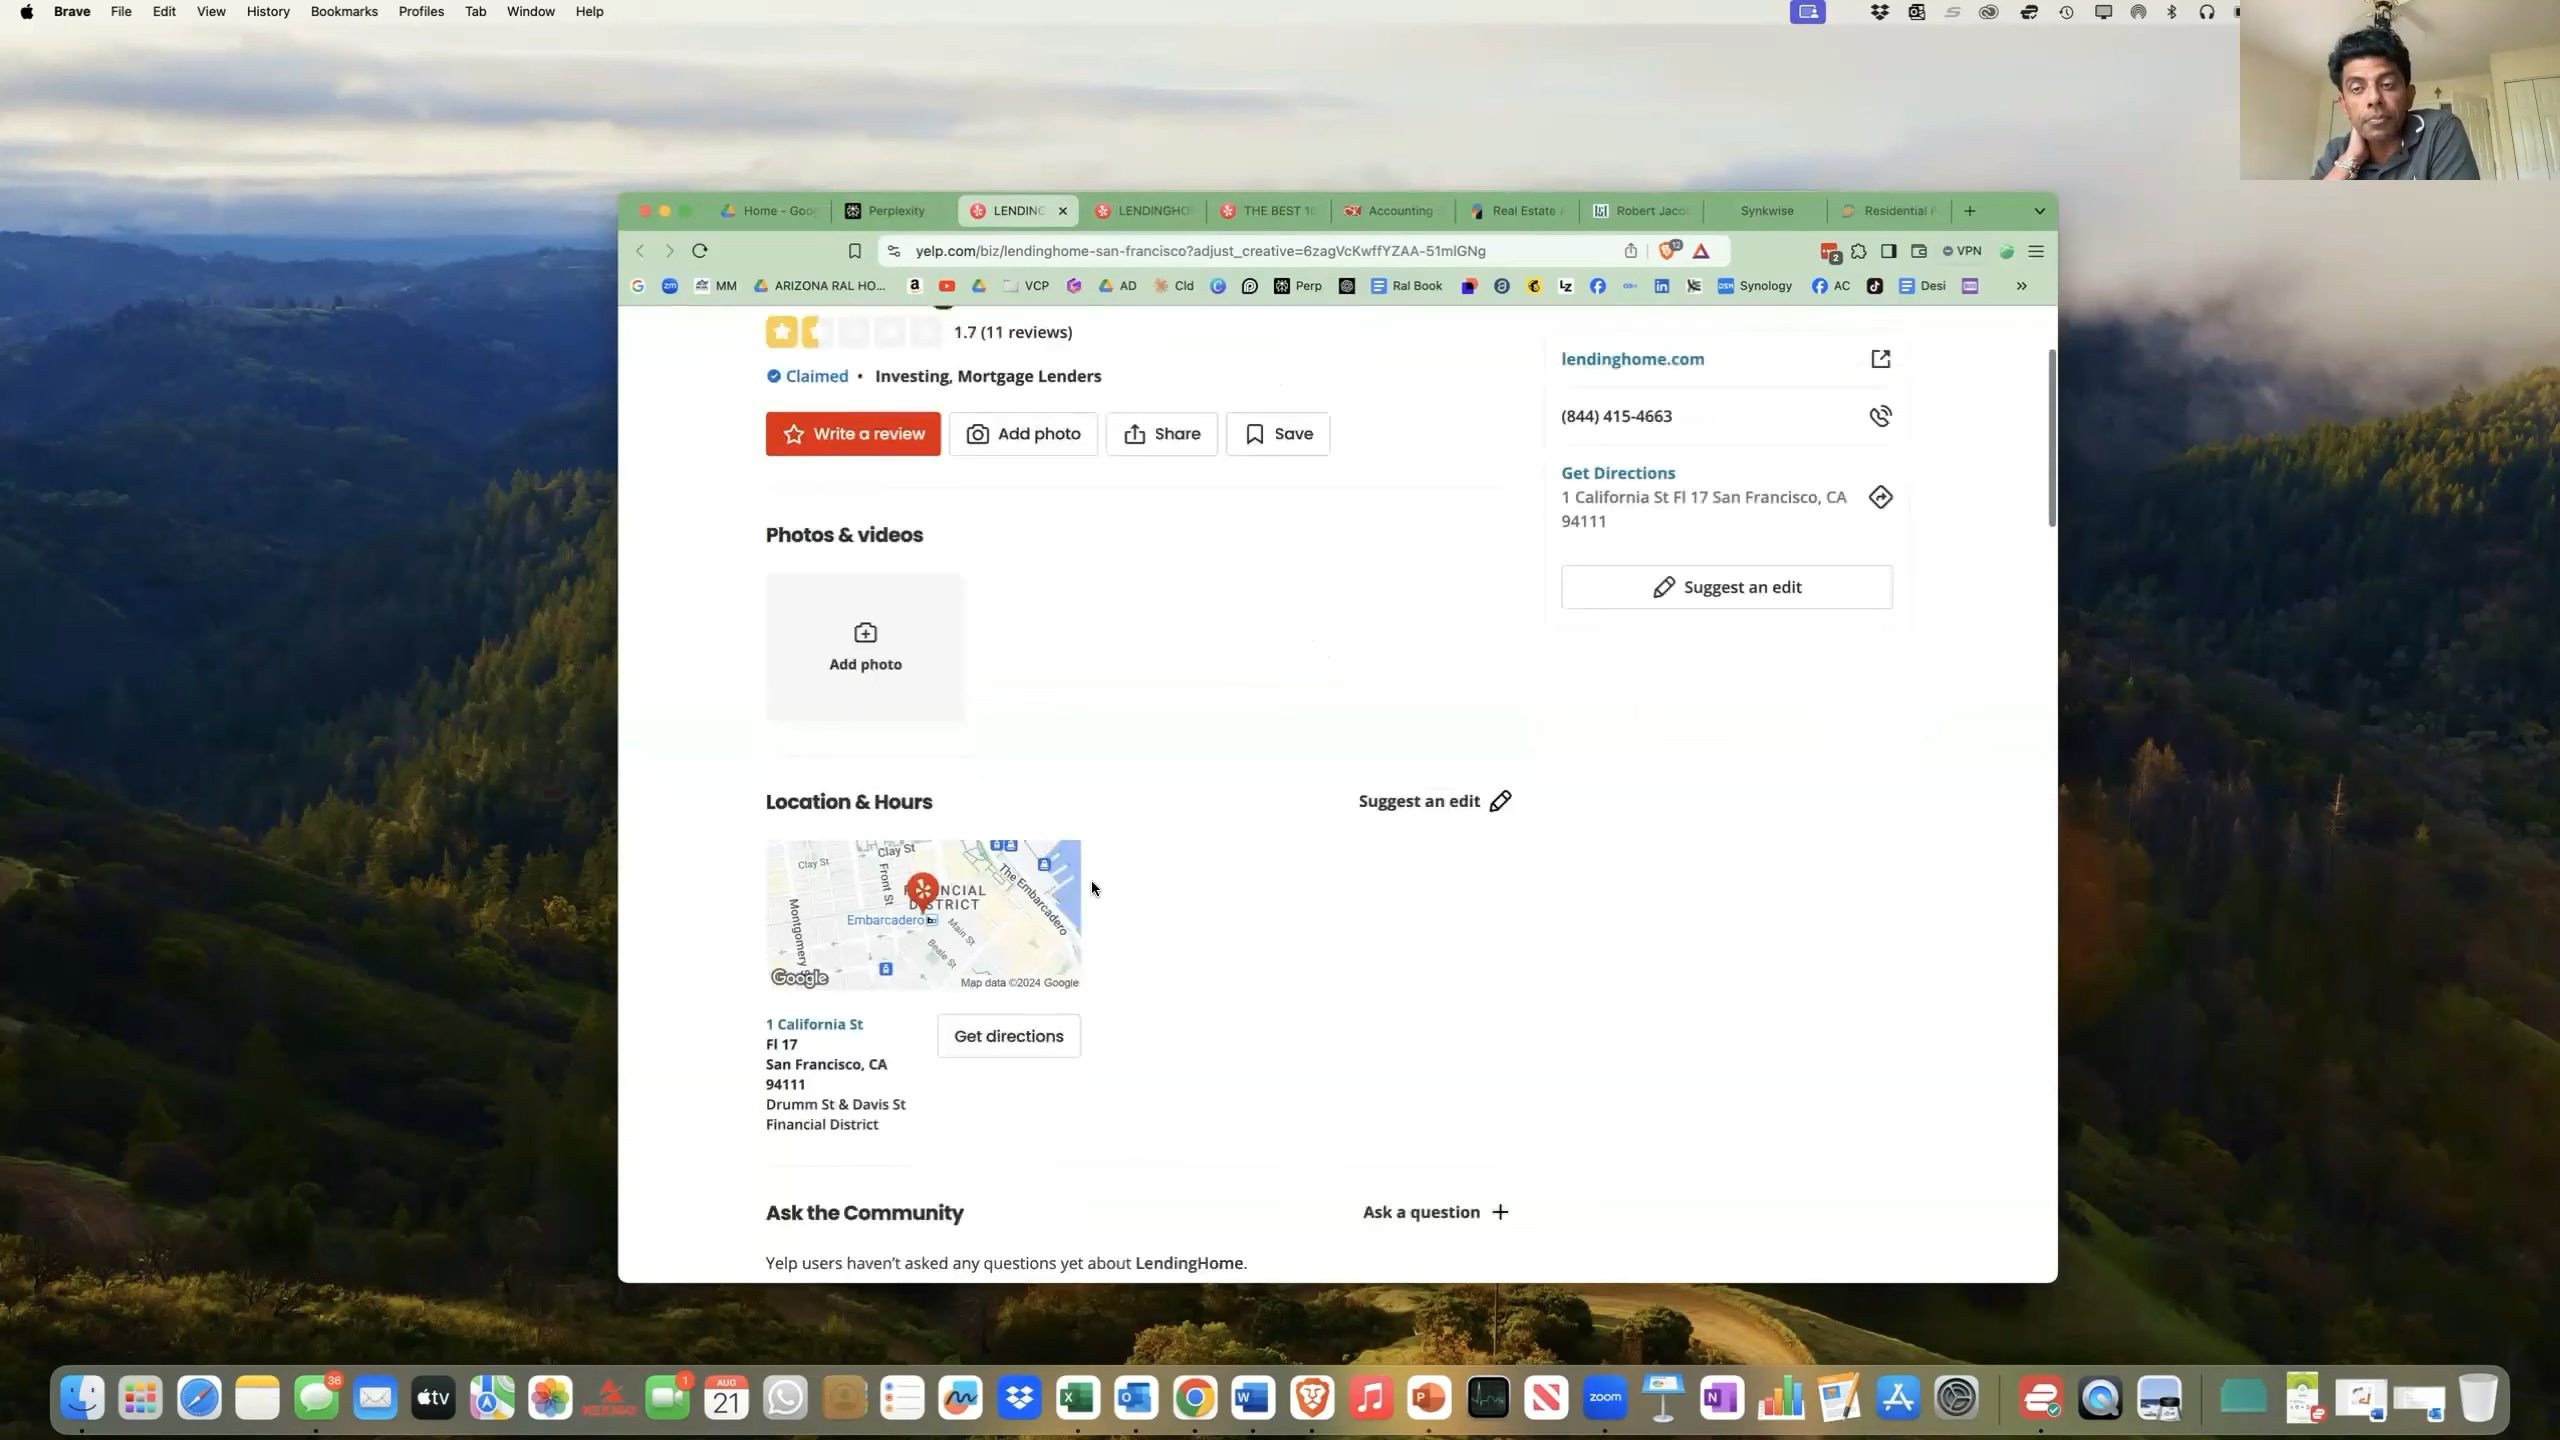 Brave File Edit View History Bookmarks Profiles Tab Window Help
Home - Goo Perplexity LENDING LENDINGHO THE BEST 1 Accounting Real Estate Robert Jaco Synkwise Residential
yelp.com/biz/lendinghome-san-francisco?adjust_creative=6zagVcKwffYZAA-51mlGNg
2
12
VPN
MM ARIZONA RAL HO... VCP AD Cld Perp Ral Book Synology AC Desi
1.7 (11 reviews)
Claimed • Investing, Mortgage Lenders
Write a review Add photo Share Save
lendinghome.com
(844) 415-4663
Get Directions
1 California St Fl 17 San Francisco, CA
94111
Suggest an edit
Photos & videos
Add photo
Location & Hours
Suggest an edit
Clay St Clay St
Front St
The Embarcadero
DISTRICT
Embarcadero
Montgomery
Main St
Beale St
Google
Map data ©2024 Google
1 California St
Fl 17
San Francisco, CA
94111
Drumm St & Davis St
Financial District
Get directions
Ask the Community
Ask a question
Yelp users haven't asked any questions yet about LendingHome.
36
tv
1
AUG
21
zoom